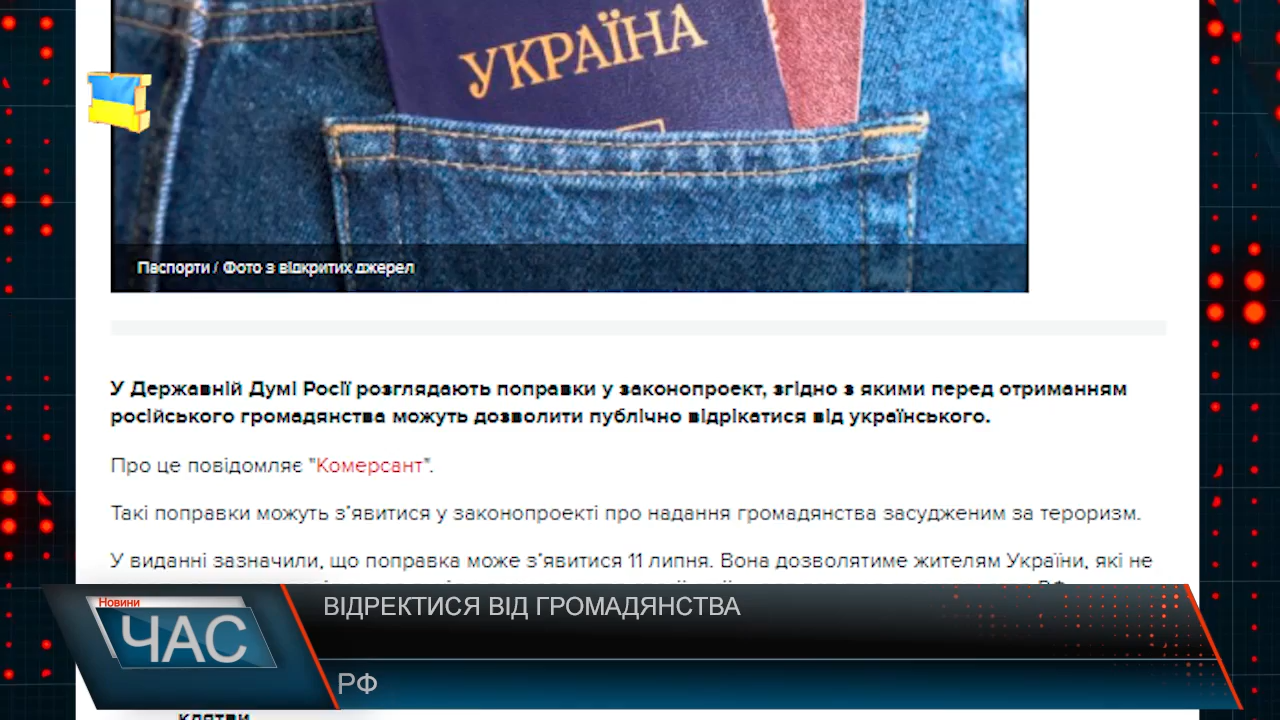 УКРАЇНА
Паспорти / Фото з відкритих джерел
У Державній Думі Росії розглядають поправки у законопроект, згідно з якими перед отриманням
російського громадянства можуть дозволити публічно відрікатися від українського.
Про це повідомляє "Комерсант".
Такі поправки можуть з’явитися у законопроекті про надання громадянства засудженим за тероризм.
У виданні зазначили, що поправка може з’явитися 11 липня. Вона дозволятиме жителям України, які не
РФ
Новини
ЧАС
ВІДРЕКТИСЯ ВІД ГРОМАДЯНСТВА
РФ
клятви